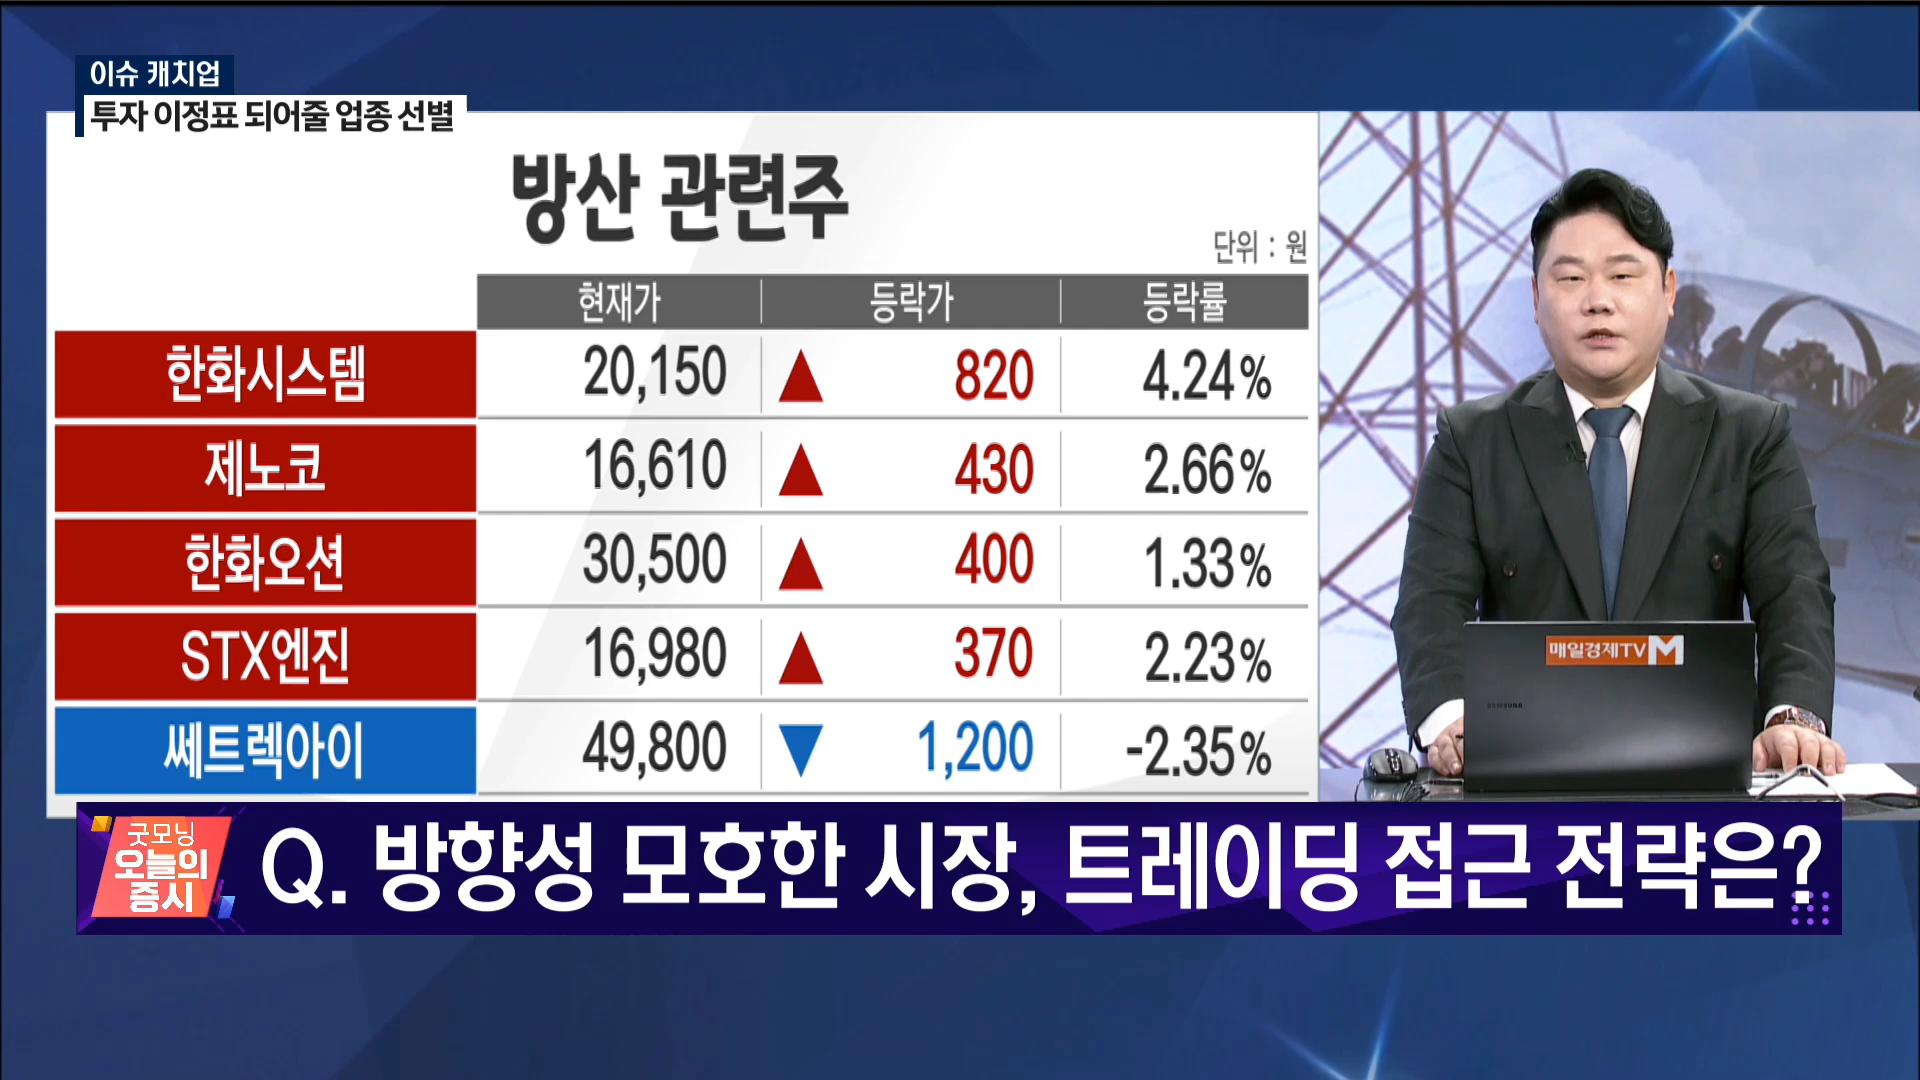 이슈 캐치업
투자 이정표 되어줄 업종 선별
방산 관련주
단위 : 원
현재가 등락가 등락률
한화시스템 20,150 ▲ 820 4.24%
제노코 16,610 ▲ 430 2.66%
한화오션 30,500 ▲ 400 1.33%
STX엔진 16,980 ▲ 370 2.23%
쎄트렉아이 49,800 ▼ 1,200 -2.35%
매일경제TV M
SAMSUNG
굿모닝
오늘의
증시
Q. 방향성 모호한 시장, 트레이딩 접근 전략은?